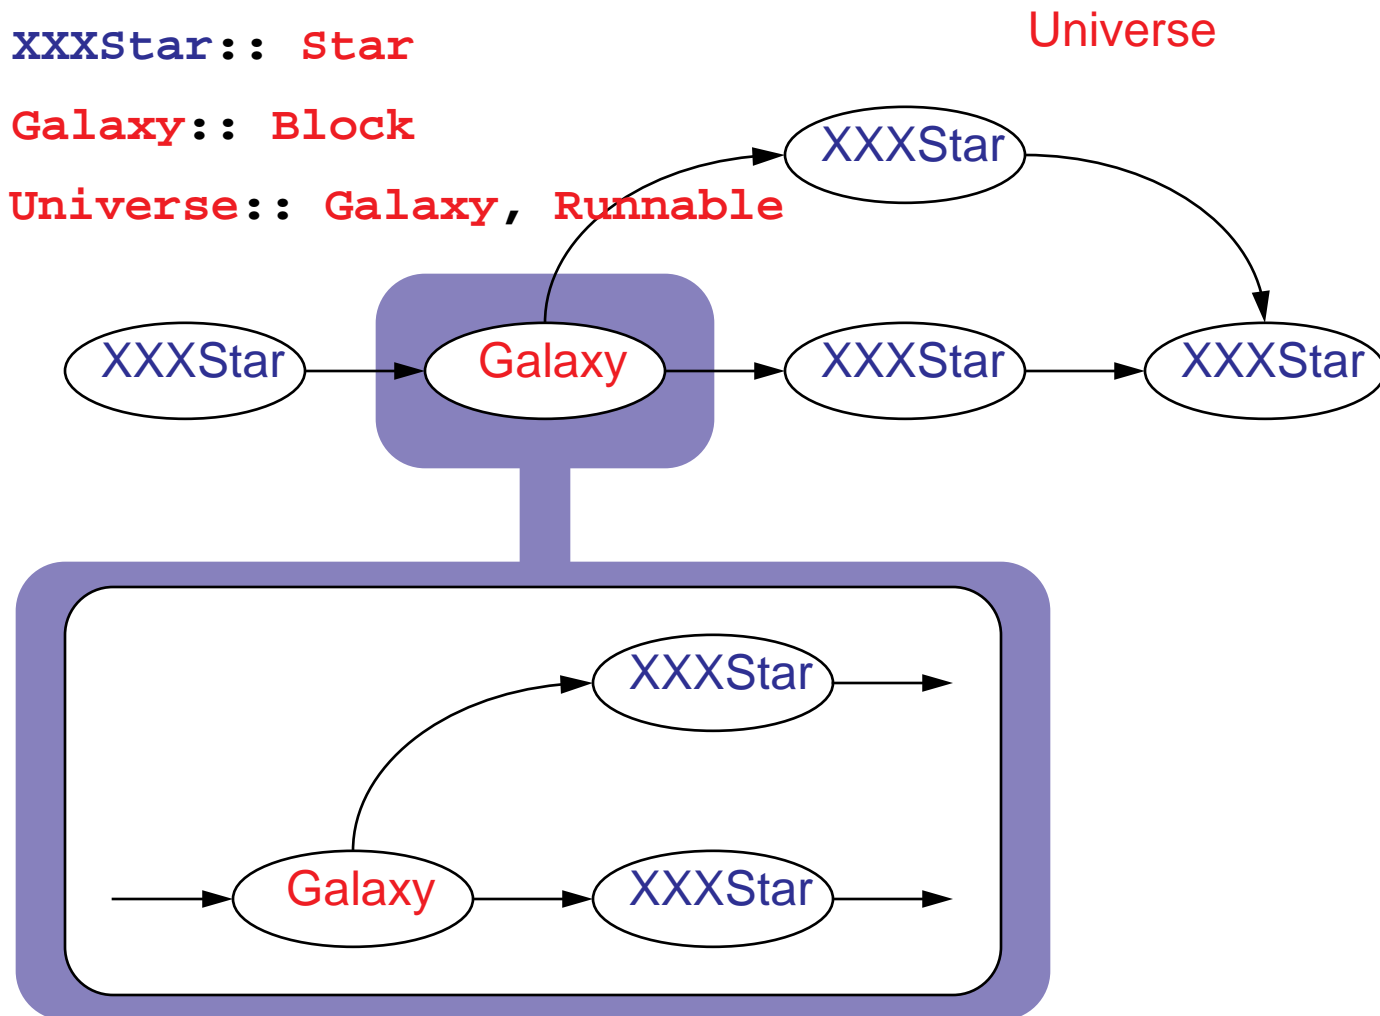 XXXStar:: Star
Universe
Galaxy:: Block
Universe:: Galaxy, Runnable
XXXStar
XXXStar
Galaxy
XXXStar
XXXStar
XXXStar
Galaxy
XXXStar